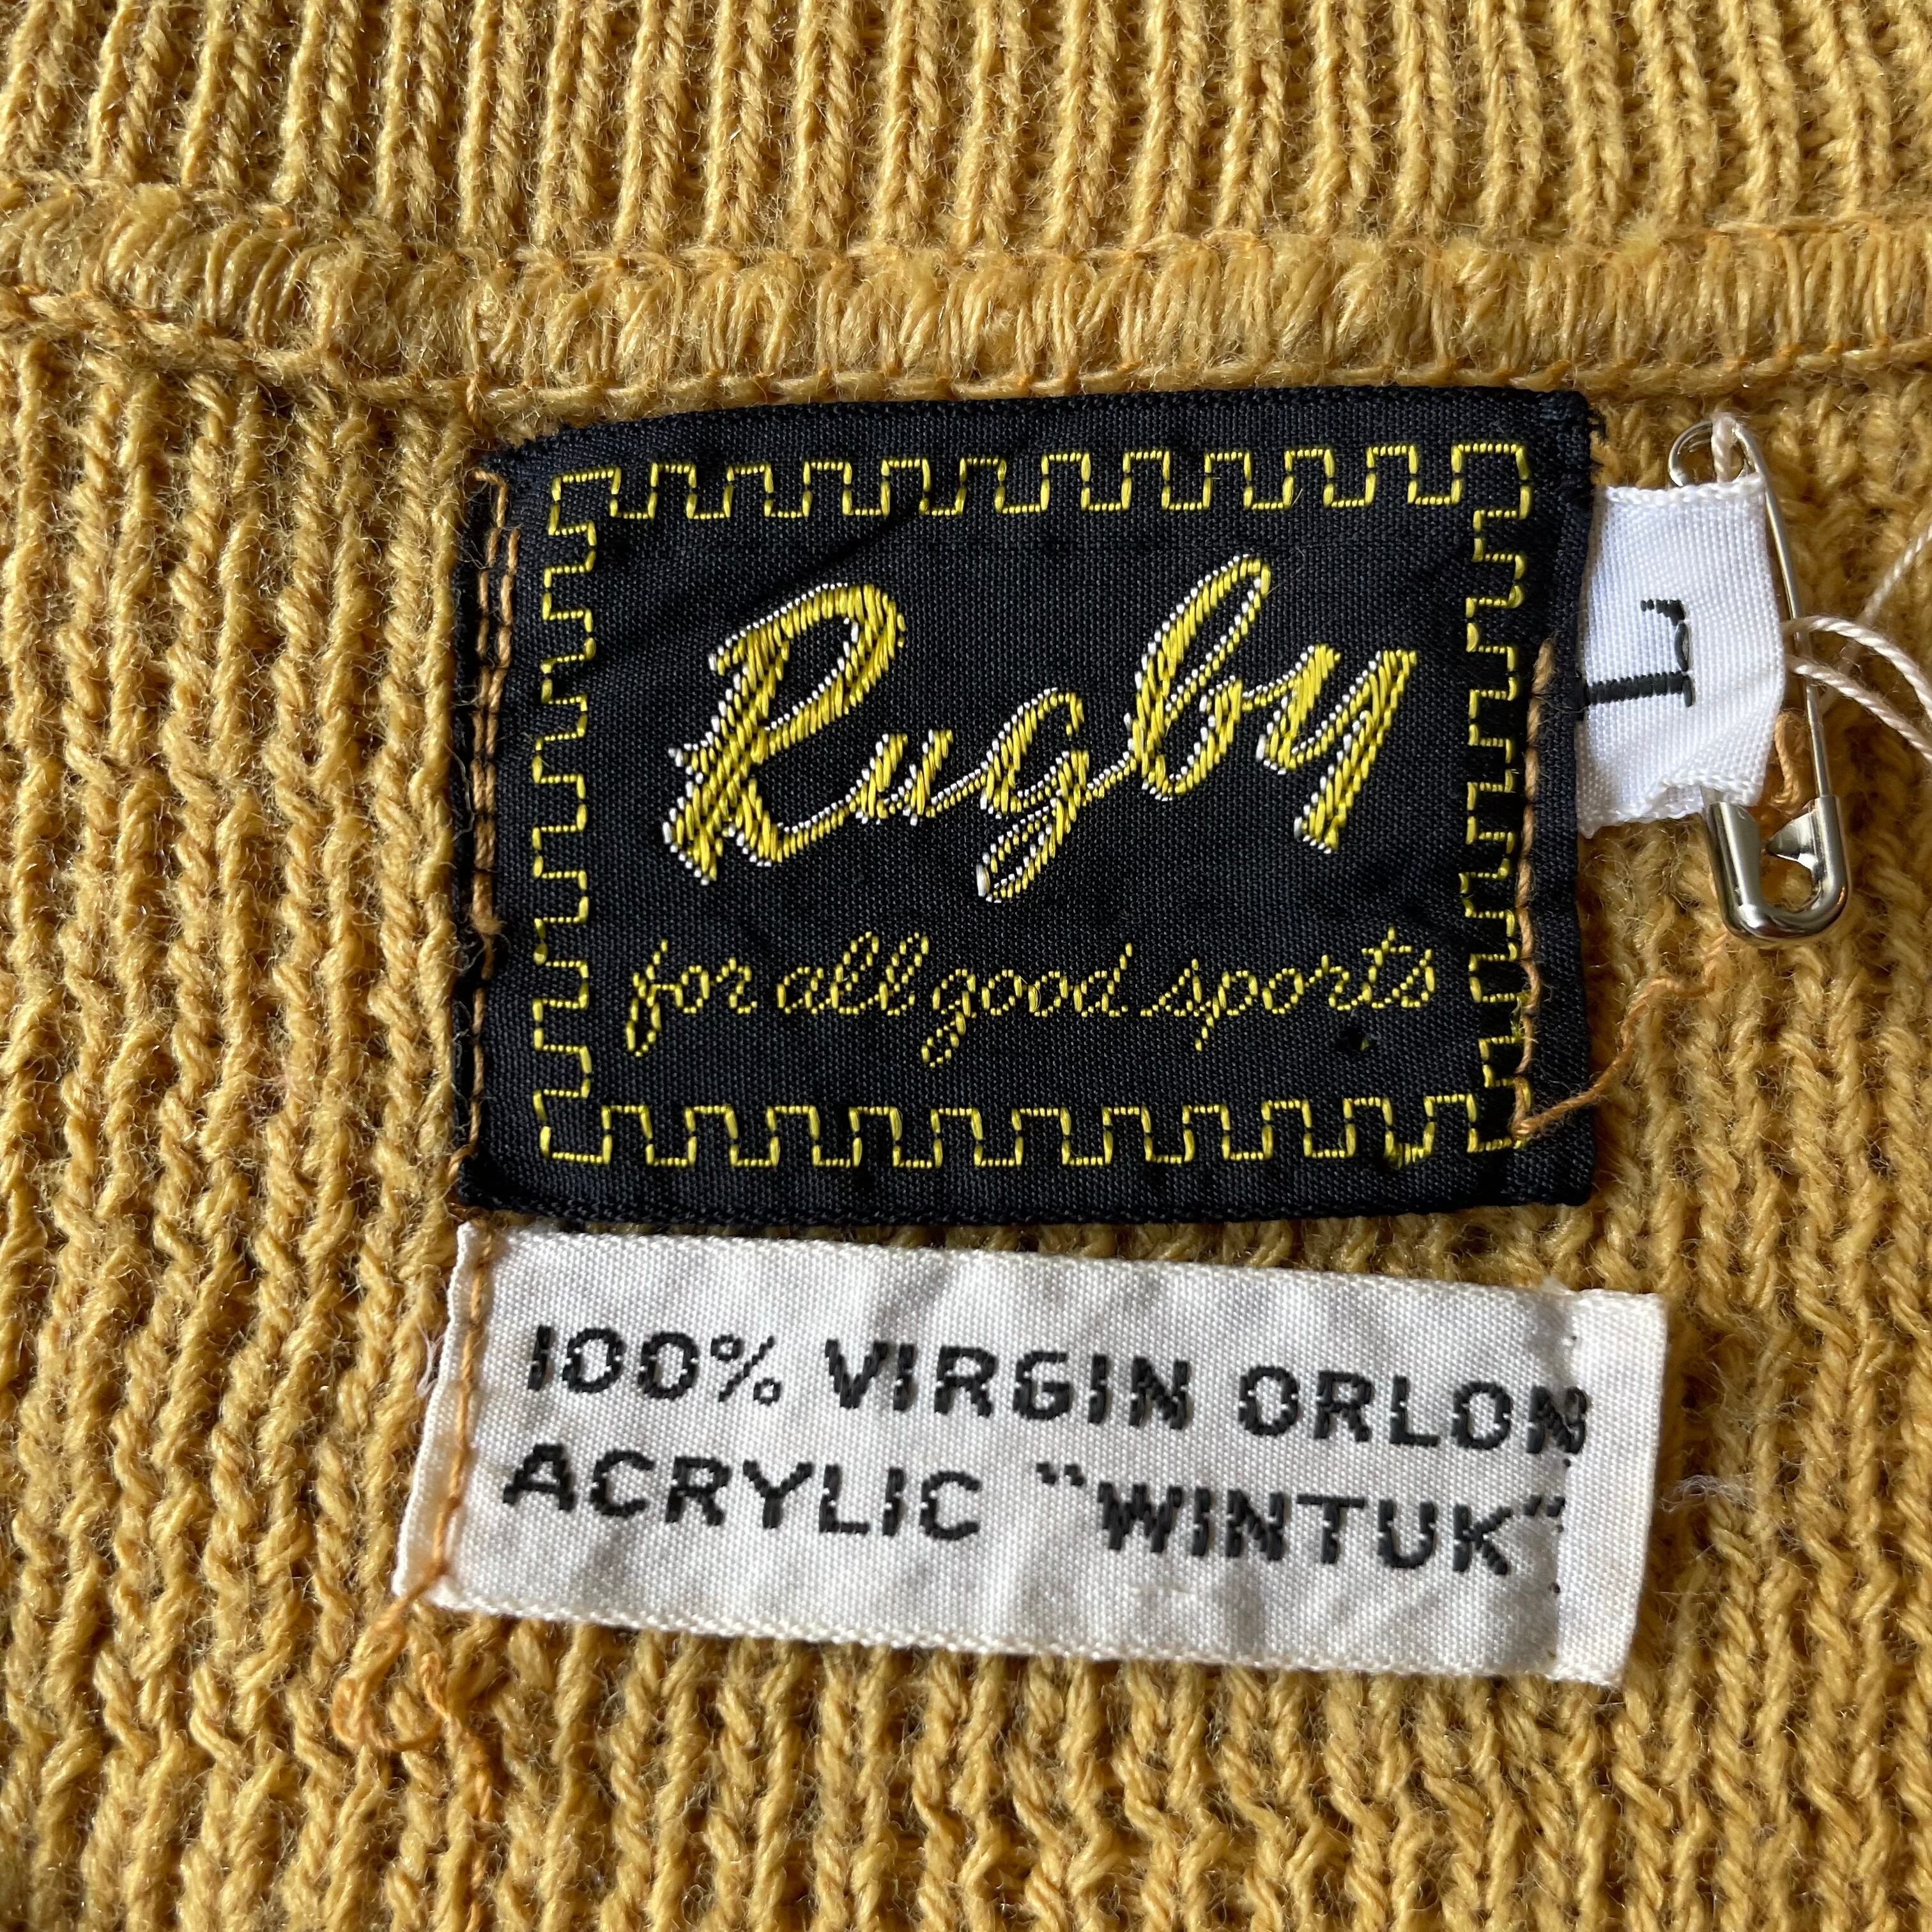 Rugby
for all good sports
L
100% VIRGIN ORLON®
ACRYLIC "WINTUK"